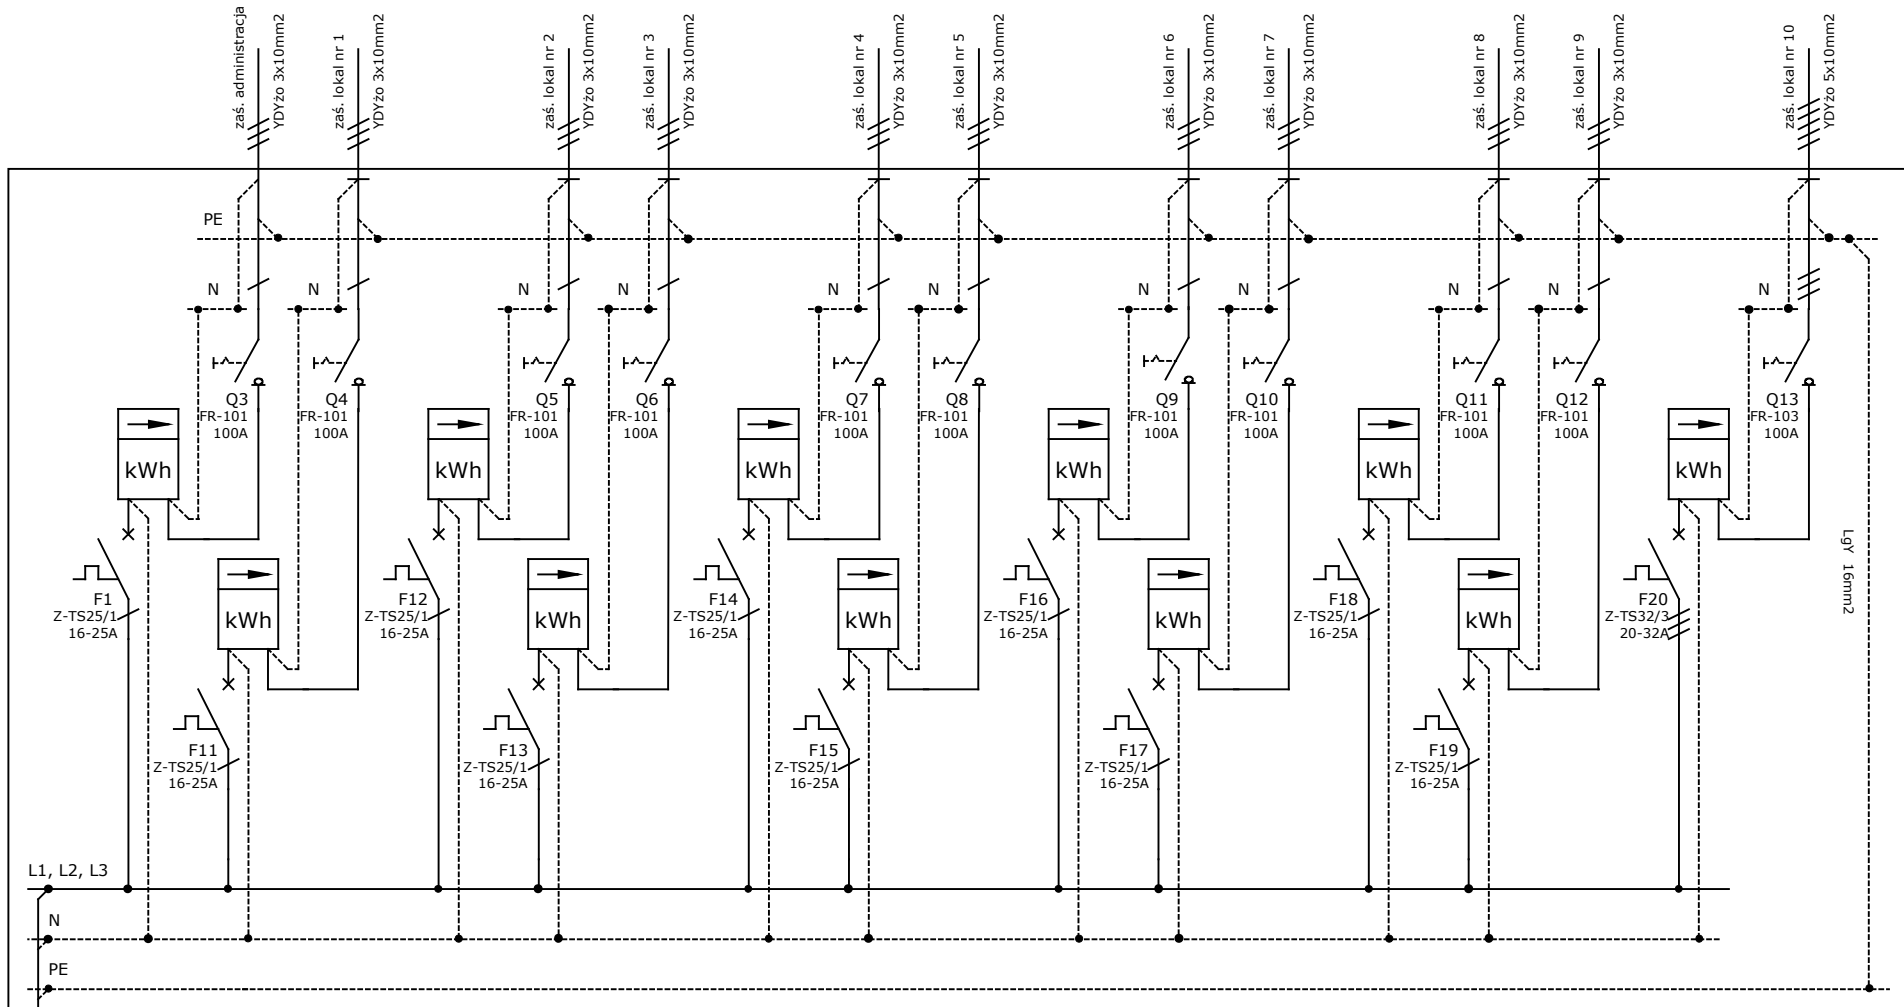 zaś. administracja
YDYżo 3x10mm2
zaś. lokal nr 1
YDYżo 3x10mm2
zaś. lokal nr 2
YDYżo 3x10mm2
zaś. lokal nr 3
YDYżo 3x10mm2
zaś. lokal nr 4
YDYżo 3x10mm2
zaś. lokal nr 5
YDYżo 3x10mm2
zaś. lokal nr 6
YDYżo 3x10mm2
zaś. lokal nr 7
YDYżo 3x10mm2
zaś. lokal nr 8
YDYżo 3x10mm2
zaś. lokal nr 9
YDYżo 3x10mm2
zaś. lokal nr 10
YDYżo 5x10mm2
PE
N
N
N
N
N
N
N
N
N
N
N
Q3
FR-101
100A
Q4
FR-101
100A
Q5
FR-101
100A
Q6
FR-101
100A
Q7
FR-101
100A
Q8
FR-101
100A
Q9
FR-101
100A
Q10
FR-101
100A
Q11
FR-101
100A
Q12
FR-101
100A
Q13
FR-103
100A
kWh
kWh
kWh
kWh
kWh
kWh
LgY 16mm2
F1
Z-TS25/1
16-25A
kWh
F12
Z-TS25/1
16-25A
kWh
F14
Z-TS25/1
16-25A
kWh
F16
Z-TS25/1
16-25A
kWh
F18
Z-TS25/1
16-25A
kWh
F20
Z-TS32/3
20-32A
F11
Z-TS25/1
16-25A
F13
Z-TS25/1
16-25A
F15
Z-TS25/1
16-25A
F17
Z-TS25/1
16-25A
F19
Z-TS25/1
16-25A
L1, L2, L3
N
PE